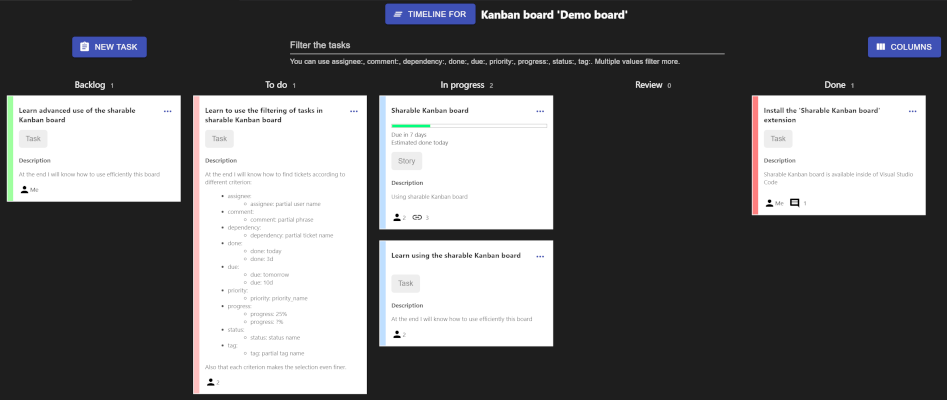 TIMELINE FOR Kanban board 'Demo board'
NEW TASK
Filter the tasks
COLUMNS
You can use assignee:, comment:, dependency:, done:, due:, priority:, progress:, status:, tag:. Multiple values filter more.
Backlog 1
Learn advanced use of the sharable
Kanban board
Task
Description
At the end I will know how to use efficiently this board
Me
To do 1
Learn to use the filtering of tasks in
sharable Kanban board
Task
Description
At the end I will know how to find tickets according to
different criterion:
assignee:
assignee: partial user name
comment:
comment: partial phrase
dependency:
dependency: partial ticket name
done:
done: today
done: 3d
due:
due: tomorrow
due: 10d
priority:
priority: priority_name
progress:
progress: 25%
progress: ?%
status:
status: status name
tag:
tag: partial tag name
Also that each criterion makes the selection even finer.
2
In progress 2
Sharable Kanban board
Due in 7 days
Estimated done today
Story
Description
Using sharable Kanban board
2 3
Learn using the sharable Kanban board
Task
Description
At the end I will know how to use efficiently this board
2
Review 0
Done 1
Install the 'Sharable Kanban board'
extension
Task
Description
Sharable Kanban board is available inside of Visual Studio
Code
Me 1